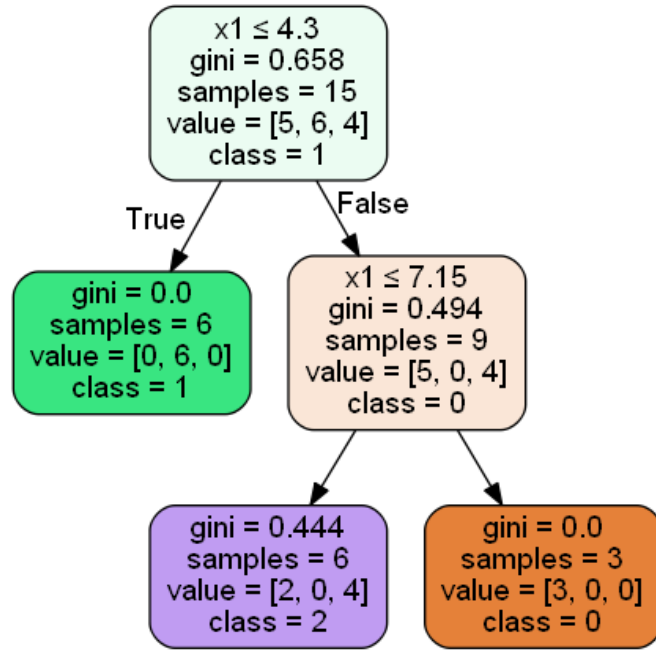 x1 ≤ 4.3
gini = 0.658
samples = 15
value = [5, 6, 4]
class = 1
True
False
gini = 0.0
samples = 6
value = [0, 6, 0]
class = 1
x1 ≤ 7.15
gini = 0.494
samples = 9
value = [5, 0, 4]
class = 0
gini = 0.444
samples = 6
value = [2, 0, 4]
class = 2
gini = 0.0
samples = 3
value = [3, 0, 0]
class = 0